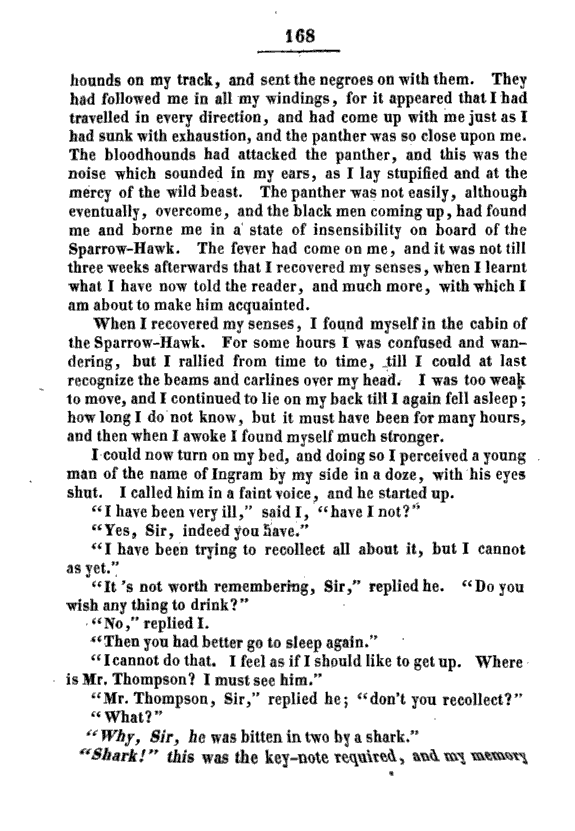 168
hounds on my track, and sent the negroes on with them. They
had followed me in all my windings, for it appeared that I had
travelled in every direction, and had come up with me just as I
had sunk with exhaustion, and the panther was so close upon me.
The bloodhounds had attacked the panther, and this was the
noise which sounded in my ears, as I lay stupified and at the
mercy of the wild beast. The panther was not easily, although
eventually, overcome, and the black men coming up, had found
me and borne me in a state of insensibility on board of the
Sparrow-Hawk. The fever had come on me, and it was not till
three weeks afterwards that I recovered my senses, when I learnt
what I have now told the reader, and much more, with which I
am about to make him acquainted.
When I recovered my senses, I found myself in the cabin of
the Sparrow-Hawk. For some hours I was confused and wan-
dering, but I rallied from time to time, till I could at last
recognize the beams and carlines over my head. I was too weak
to move, and I continued to lie on my back till I again fell asleep;
how long I do not know, but it must have been for many hours,
and then when I awoke I found myself much stronger.
I could now turn on my bed, and doing so I perceived a young
man of the name of Ingram by my side in a doze, with his eyes
shut. I called him in a faint voice, and he started up.
"I have been very ill," said I, "have I not?"
"Yes, Sir, indeed you have."
"I have been trying to recollect all about it, but I cannot
as yet."
"It 's not worth remembering, Sir," replied he. "Do you
wish any thing to drink?"
"No," replied I.
"Then you had better go to sleep again."
"I cannot do that. I feel as if I should like to get up. Where
is Mr. Thompson? I must see him."
"Mr. Thompson, Sir," replied he; "don't you recollect?"
"What?"
"Why, Sir, he was bitten in two by a shark."
"Shark!" this was the key-note required, and my memory